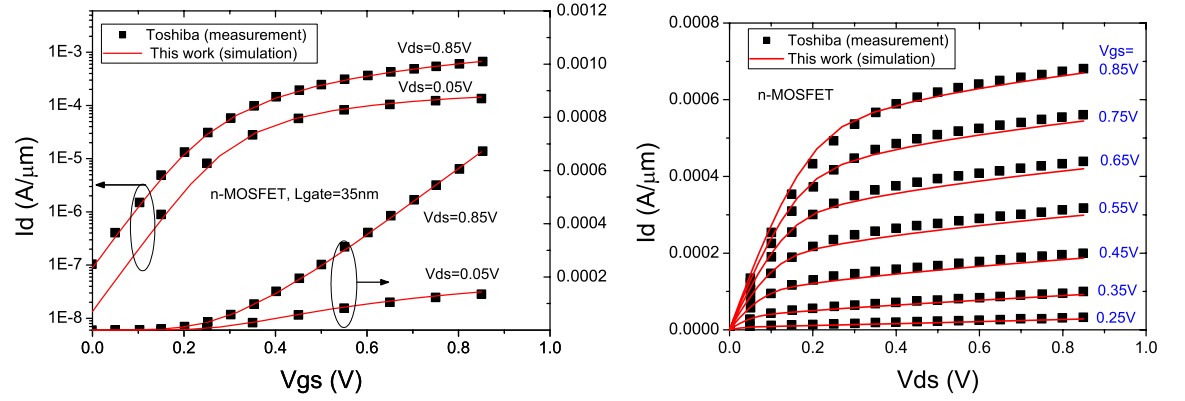 0.0012
1E-3
1E-4
1E-5
1E-6
1E-7
1E-8
0.0010
0.0008
0.0006
0.0004
0.0002
0.0000
Toshiba (measurement)
This work (simulation)
Vds=0.85V
Vds=0.05V
n-MOSFET, Lgate=35nm
Vds=0.85V
Vds=0.05V
Id (A/μm)
0.0 0.2 0.4 0.6 0.8 1.0
Vgs (V)
0.0008
0.0006
0.0004
0.0002
0.0000
Toshiba (measurement)
This work (simulation)
n-MOSFET
Vgs=
0.85V
0.75V
0.65V
0.55V
0.45V
0.35V
0.25V
Id (A/μm)
0.0 0.2 0.4 0.6 0.8 1.0
Vds (V)